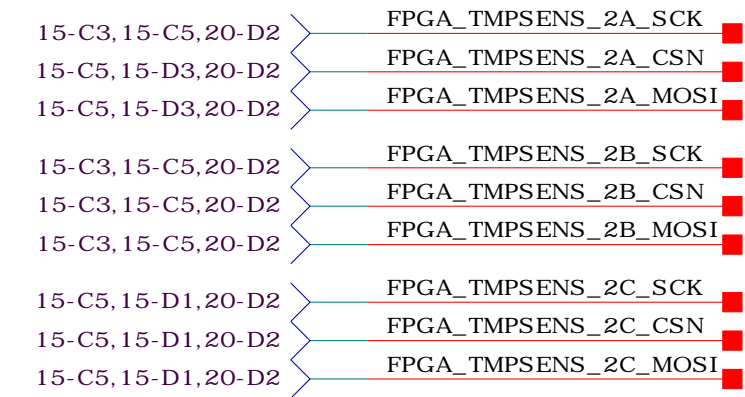 15-C3,15-C5,20-D2 FPGA_TMPSENS_2A_SCK
15-C5,15-D3,20-D2 FPGA_TMPSENS_2A_CSN
15-C5,15-D3,20-D2 FPGA_TMPSENS_2A_MOSI
15-C3,15-C5,20-D2 FPGA_TMPSENS_2B_SCK
15-C3,15-C5,20-D2 FPGA_TMPSENS_2B_CSN
15-C3,15-C5,20-D2 FPGA_TMPSENS_2B_MOSI
15-C5,15-D1,20-D2 FPGA_TMPSENS_2C_SCK
15-C5,15-D1,20-D2 FPGA_TMPSENS_2C_CSN
15-C5,15-D1,20-D2 FPGA_TMPSENS_2C_MOSI